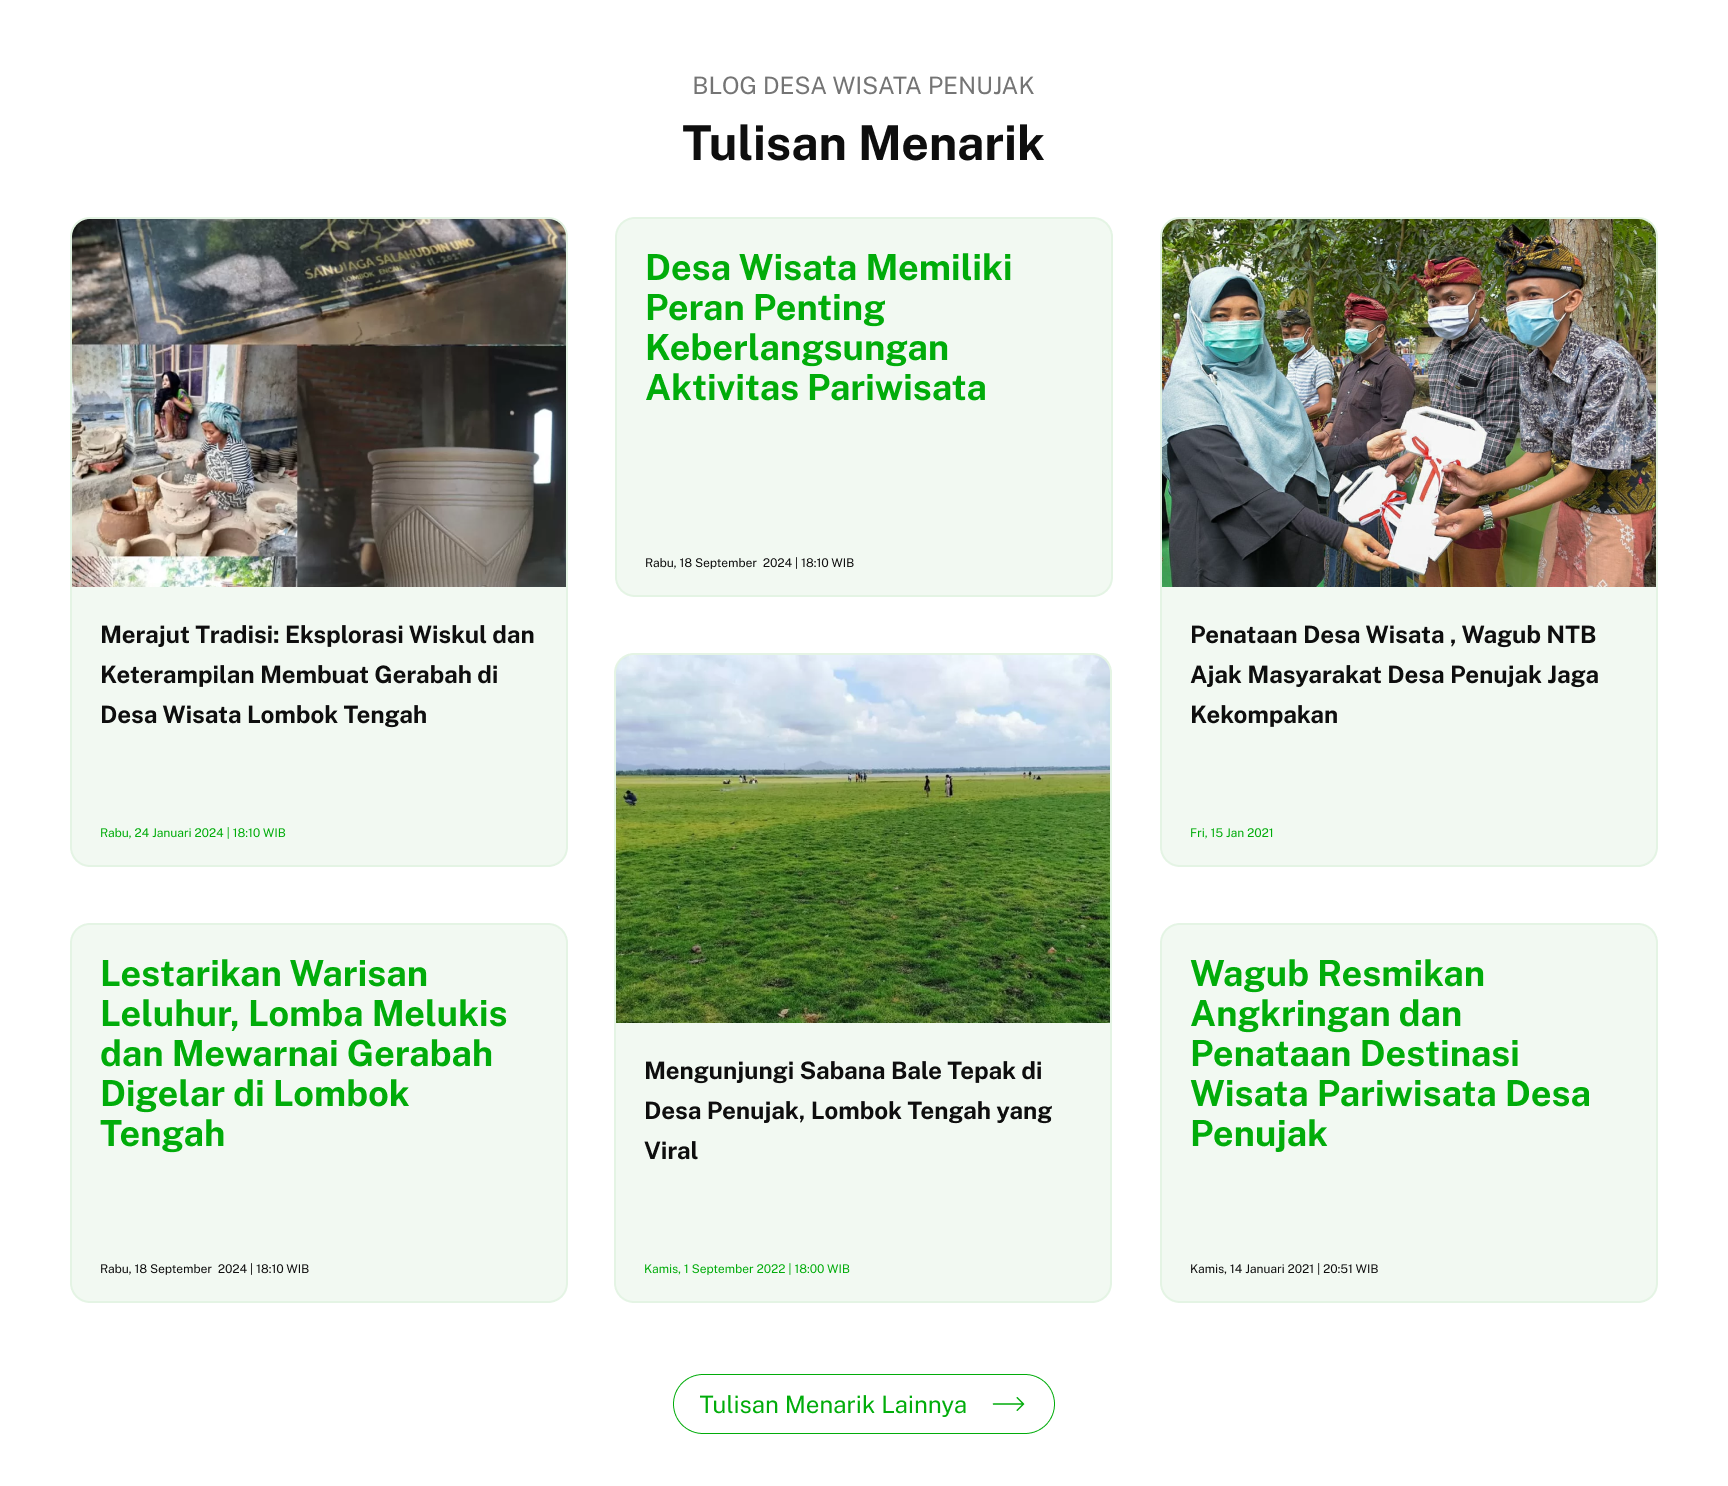 BLOG DESA WISATA PENUJAK
Tulisan Menarik
SANDIAGA SALAHUDDIN UNO
Merajut Tradisi: Eksplorasi Wiskul dan
Keterampilan Membuat Gerabah di
Desa Wisata Lombok Tengah
Rabu, 24 Januari 2024 | 18:10 WIB
Lestarikan Warisan
Leluhur, Lomba Melukis
dan Mewarnai Gerabah
Digelar di Lombok
Tengah
Rabu, 18 September  2024 | 18:10 WIB
Desa Wisata Memiliki
Peran Penting
Keberlangsungan
Aktivitas Pariwisata
Rabu, 18 September  2024 | 18:10 WIB
Mengunjungi Sabana Bale Tepak di
Desa Penujak, Lombok Tengah yang
Viral
Kamis, 1 September 2022 | 18:00 WIB
Penataan Desa Wisata , Wagub NTB
Ajak Masyarakat Desa Penujak Jaga
Kekompakan
Fri, 15 Jan 2021
Wagub Resmikan
Angkringan dan
Penataan Destinasi
Wisata Pariwisata Desa
Penujak
Kamis, 14 Januari 2021 | 20:51 WIB
Tulisan Menarik Lainnya